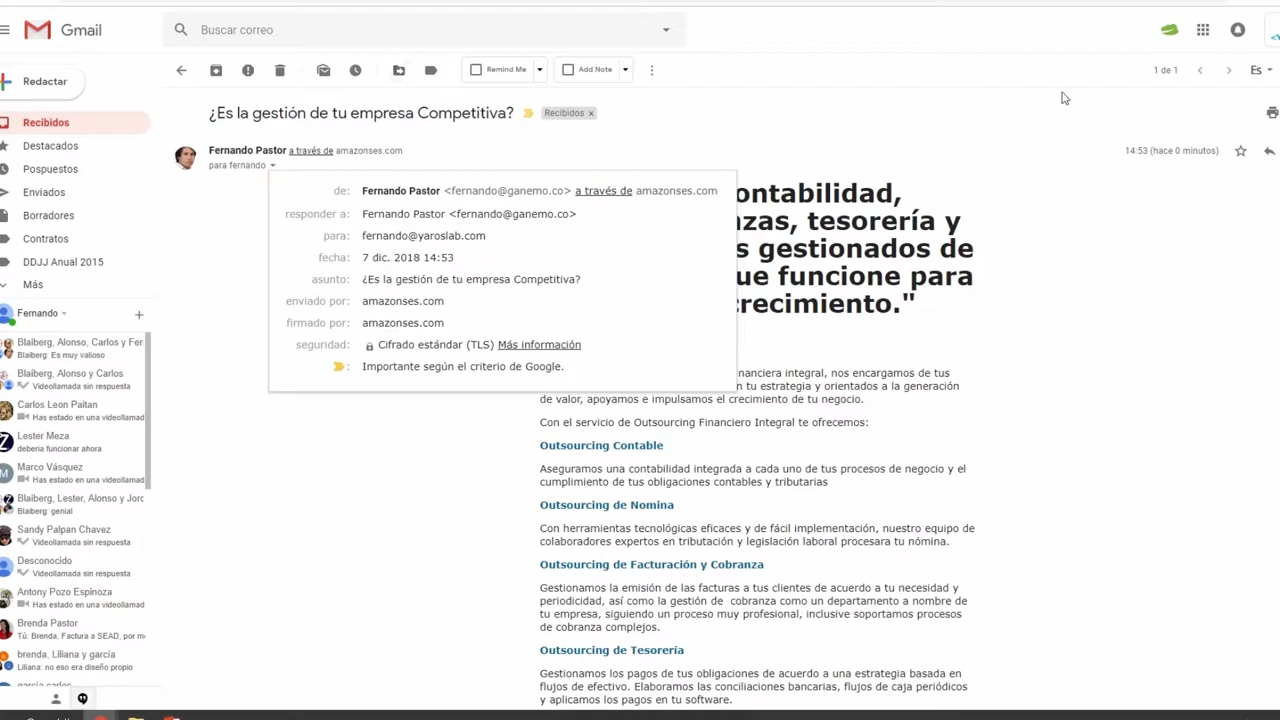 Gmail
Buscar correo
Redactar
Remind Me
Add Note
1 de 1
Es
Recibidos
Destacados
Pospuestos
Enviados
Borradores
Contratos
DDJJ Anual 2015
Más
¿Es la gestión de tu empresa Competitiva?
Recibidos x
Fernando Pastor a través de amazonses.com
14:53 (hace 0 minutos)
para fernando
de: Fernando Pastor <fernando@ganemo.co> a través de amazonses.com
responder a: Fernando Pastor <fernando@ganemo.co>
para: fernando@yaroslab.com
fecha: 7 dic. 2018 14:53
asunto: ¿Es la gestión de tu empresa Competitiva?
enviado por: amazonses.com
firmado por: amazonses.com
seguridad: Cifrado estándar (TLS) Más información
: Importante según el criterio de Google.
ontabilidad,
nzas, tesorería y
s gestionados de
ue funcione para
crecimiento."
nanciera integral, nos encargamos de tus
n tu estrategia y orientados a la generación
de valor, apoyamos e impulsamos el crecimiento de tu negocio.
Con el servicio de Outsourcing Financiero Integral te ofrecemos:
Outsourcing Contable
Aseguramos una contabilidad integrada a cada uno de tus procesos de negocio y el
cumplimiento de tus obligaciones contables y tributarias
Outsourcing de Nomina
Con herramientas tecnológicas eficaces y de fácil implementación, nuestro equipo de
colaboradores expertos en tributación y legislación laboral procesara tu nómina.
Outsourcing de Facturación y Cobranza
Gestionamos la emisión de las facturas a tus clientes de acuerdo a tu necesidad y
periodicidad, así como la gestión de cobranza como un departamento a nombre de
tu empresa, siguiendo un proceso muy profesional, inclusive soportamos procesos
de cobranza complejos.
Outsourcing de Tesorería
Gestionamos los pagos de tus obligaciones de acuerdo a una estrategia basada en
flujos de efectivo. Elaboramos las conciliaciones bancarias, flujos de caja periódicos
y aplicamos los pagos en tu software.
Fernando
Blaiberg, Alonso, Carlos y Fer
Blaiberg: Es muy valioso
Blaiberg, Alonso y Carlos
Videollamada sin respuesta
Carlos Leon Paitan
Has estado en una videollamad
Lester Meza
deberia funcionar ahora
Marco Vásquez
Has estado en una videollamad
Blaiberg, Lester, Alonso y Jorc
Blaiberg: genial
Sandy Palpan Chavez
Videollamada sin respuesta
Desconocido
Videollamada sin respuesta
Antony Pozo Espinoza
Has estado en una videollamad
Brenda Pastor
Tú: Brenda, Factura a SEAD, por m
brenda, Liliana y garcía
Liliana: no eso era diseño propio